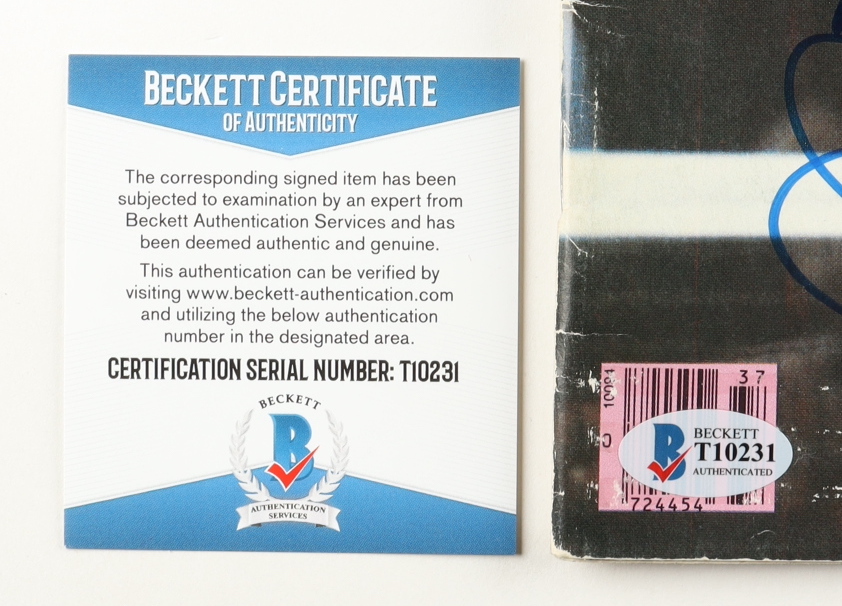 BECKETT CERTIFICATE
OF AUTHENTICITY
The corresponding signed item has been
subjected to examination by an expert from
Beckett Authentication Services and has
been deemed authentic and genuine.
This authentication can be verified by
visiting www.beckett-authentication.com
and utilizing the below authentication
number in the designated area.
CERTIFICATION SERIAL NUMBER: T10231
BECKETT
B
AUTHENTICATION
SERVICES
37
0
B
BECKETT
T10231
AUTHENTICATED
724454